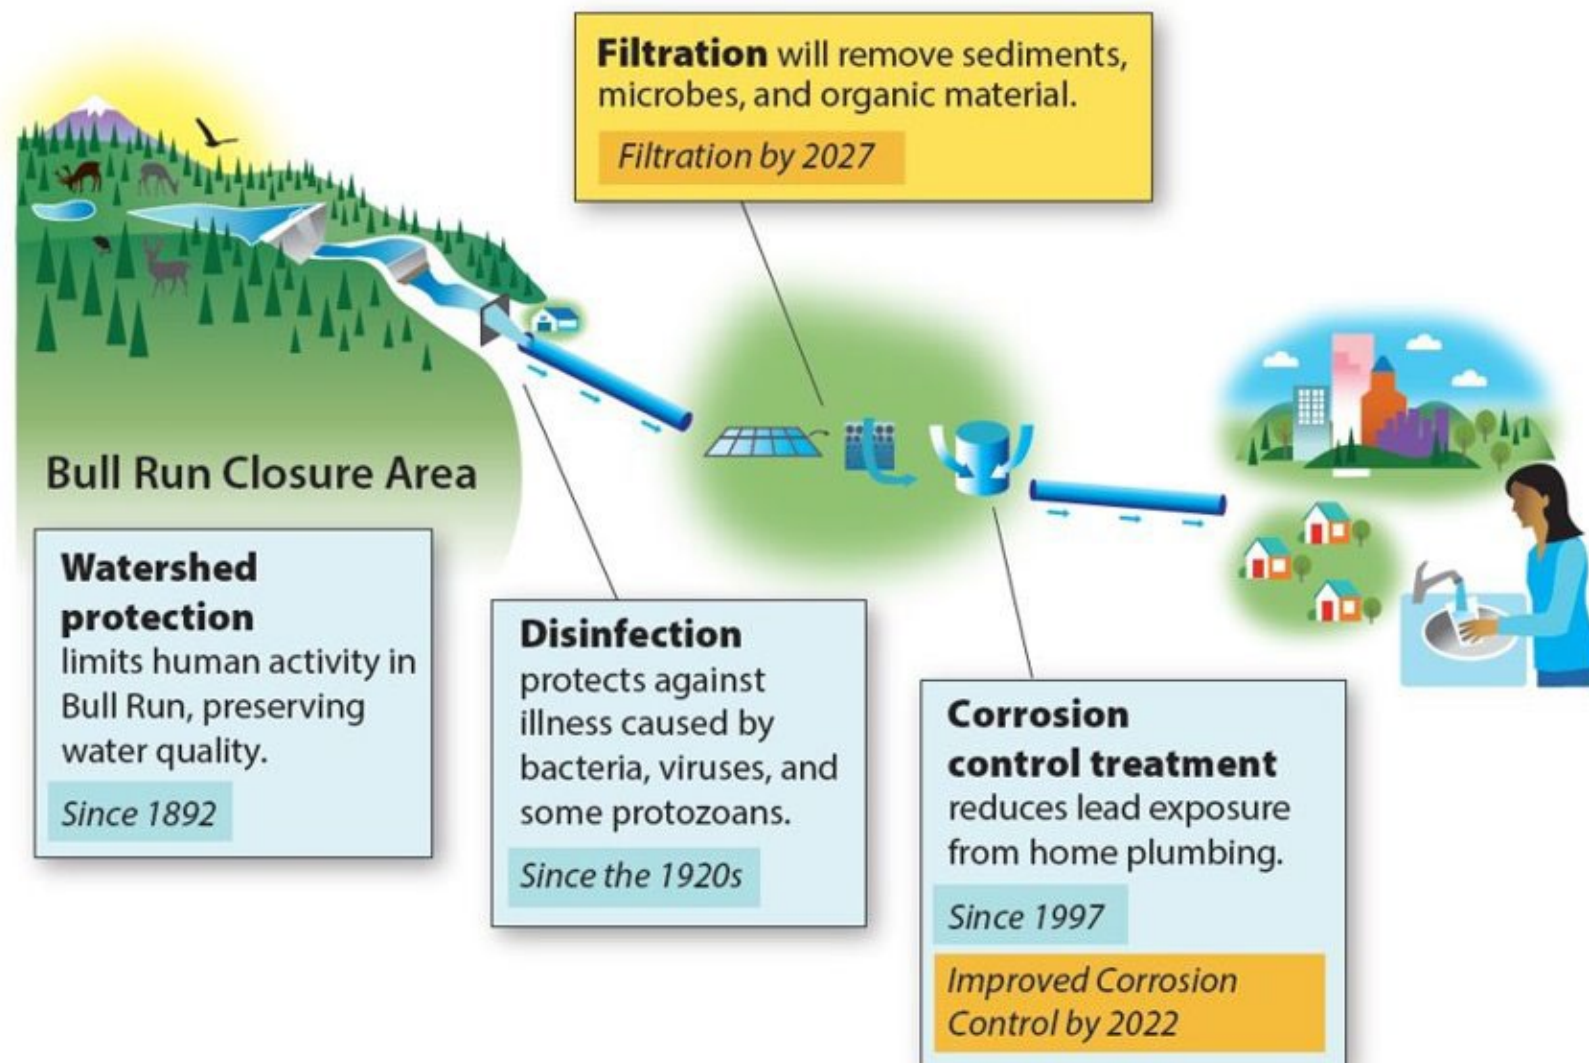 Filtration will remove sediments,
microbes, and organic material.
Filtration by 2027
Bull Run Closure Area
Watershed
protection
limits human activity in
Bull Run, preserving
water quality.
Since 1892
Disinfection
protects against
illness caused by
bacteria, viruses, and
some protozoans.
Since the 1920s
Corrosion
control treatment
reduces lead exposure
from home plumbing.
Since 1997
Improved Corrosion
Control by 2022